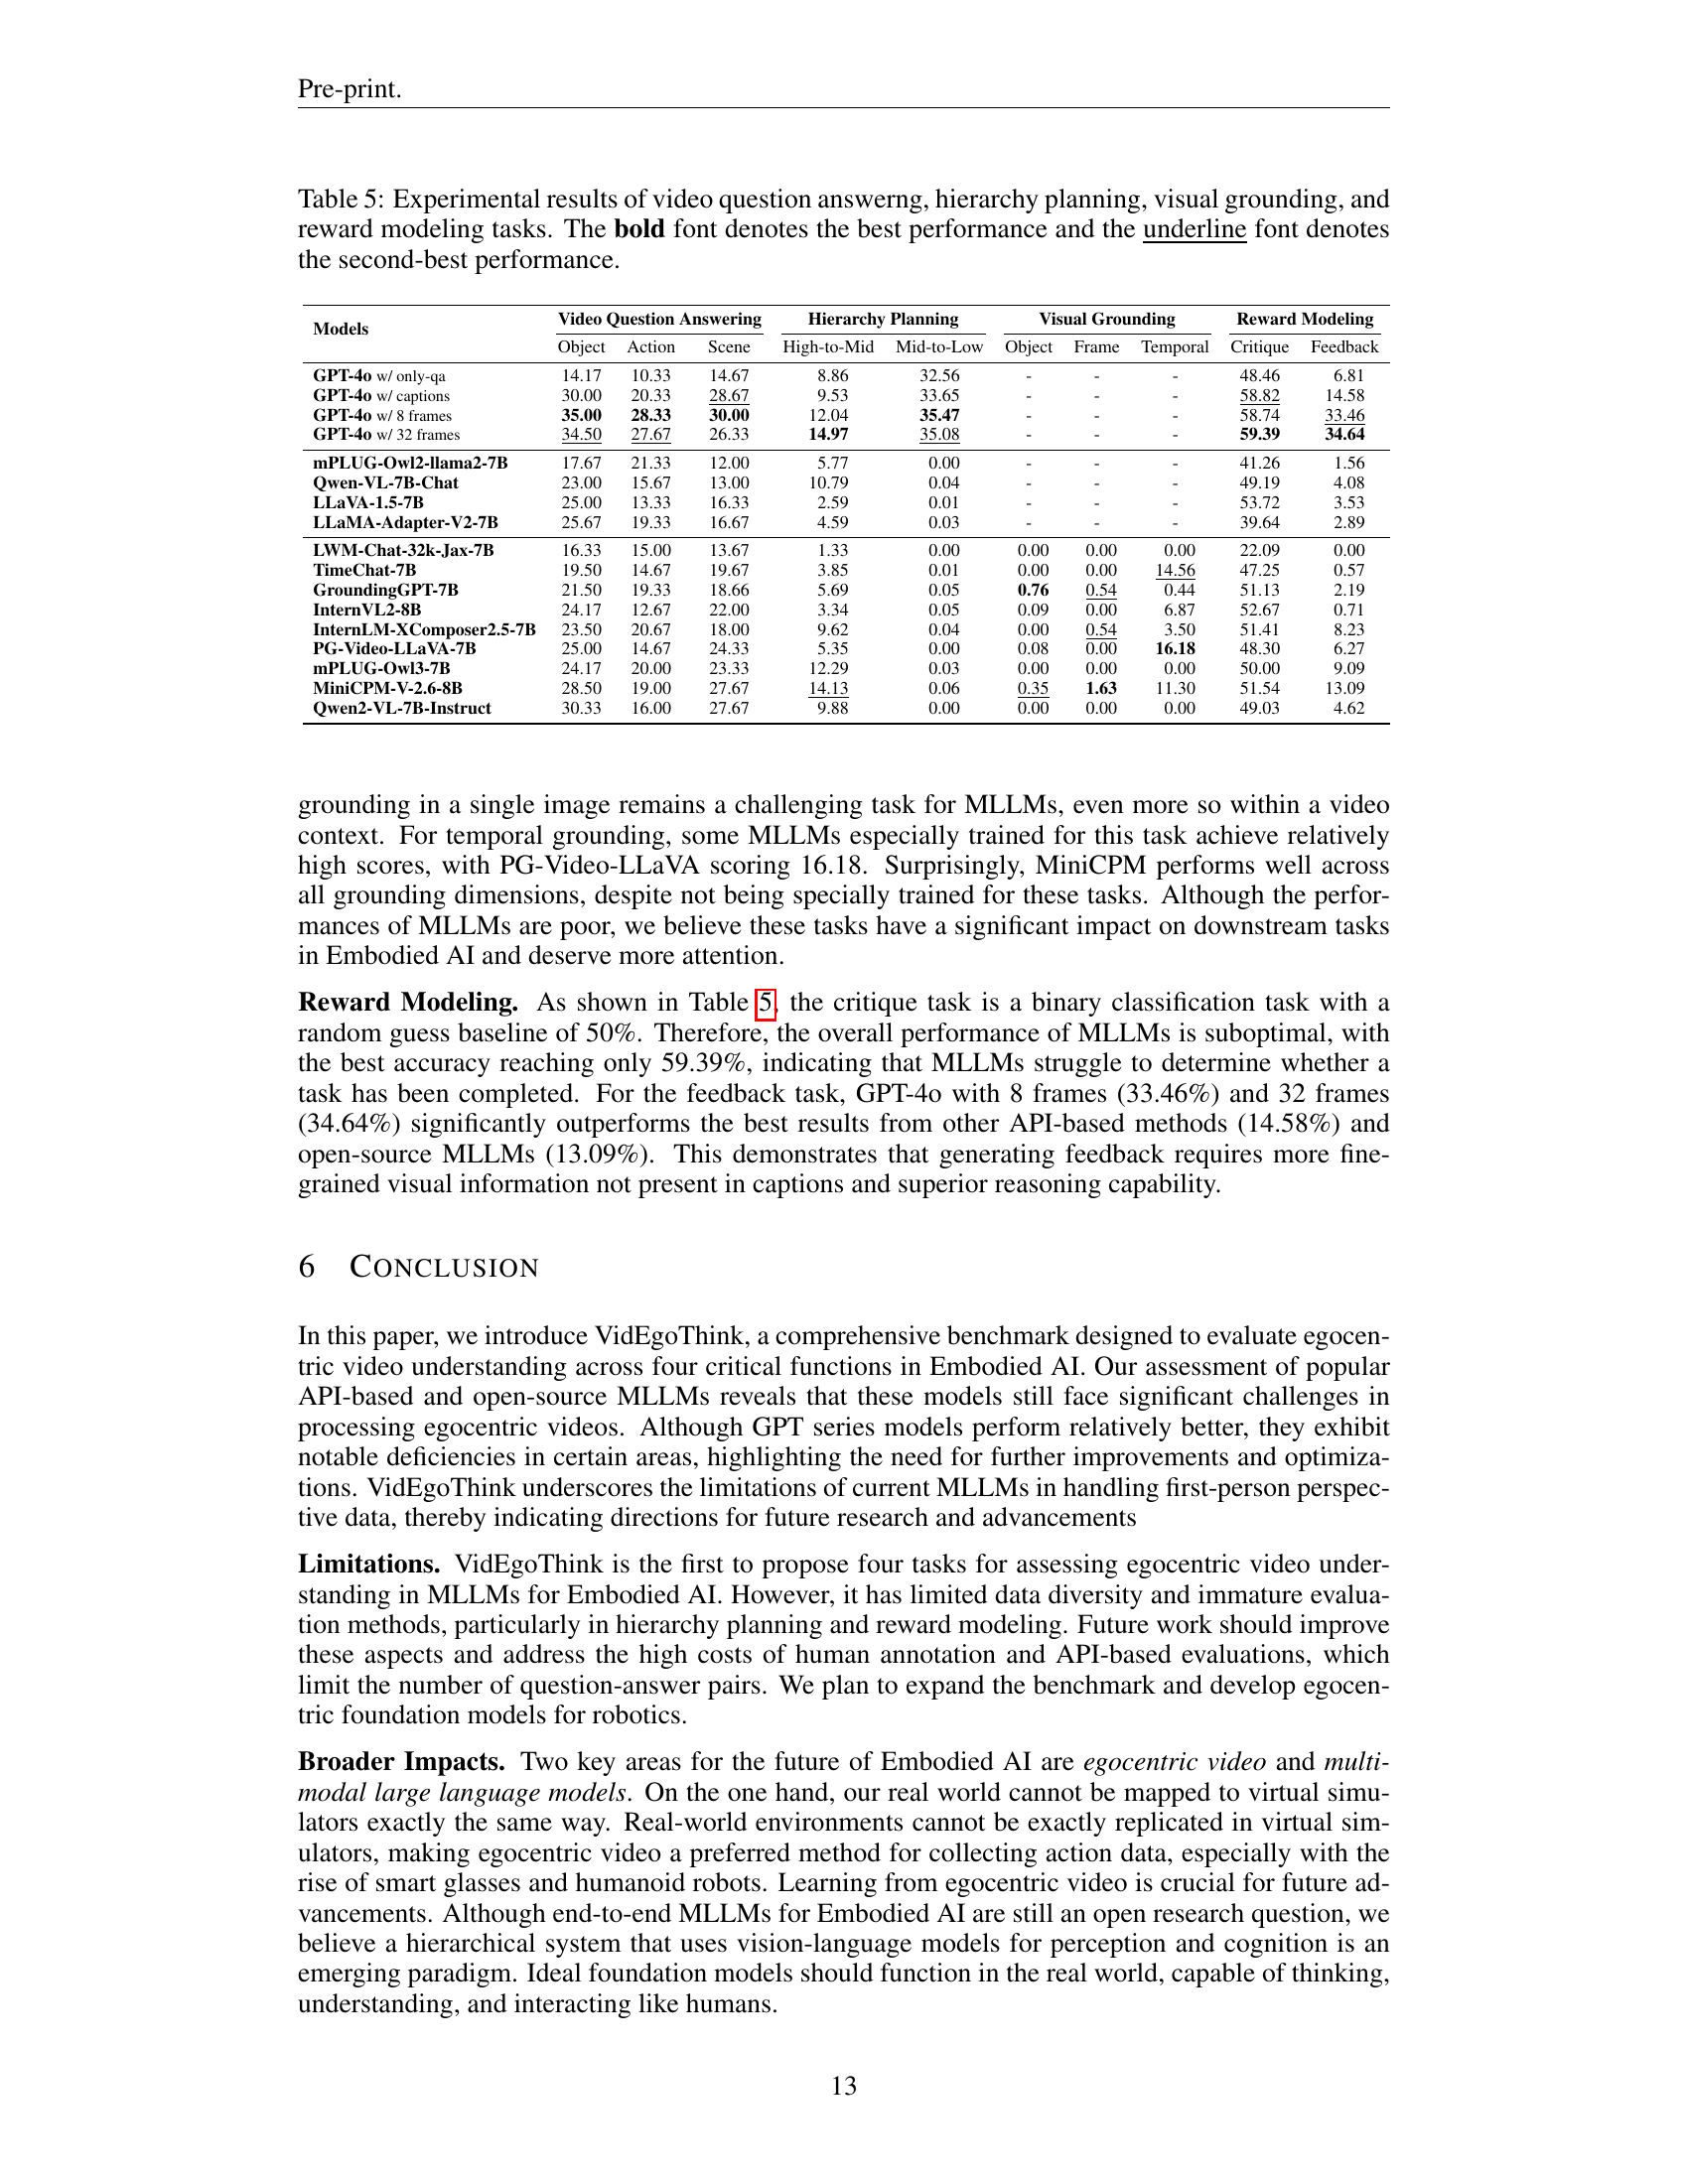 Pre-print.
Table 5: Experimental results of video question answerng, hierarchy planning, visual grounding, and
reward modeling tasks. The bold font denotes the best performance and the underline font denotes
the second-best performance.
Models Video Question Answering Hierarchy Planning Visual Grounding Reward Modeling
Object Action Scene High-to-Mid Mid-to-Low Object Frame Temporal Critique Feedback
GPT-4o w/ only-qa 14.17 10.33 14.67 8.86 32.56 - - - 48.46 6.81
GPT-4o w/ captions 30.00 20.33 28.67 9.53 33.65 - - - 58.82 14.58
GPT-4o w/ 8 frames 35.00 28.33 30.00 12.04 35.47 - - - 58.74 33.46
GPT-4o w/ 32 frames 34.50 27.67 26.33 14.97 35.08 - - - 59.39 34.64
mPLUG-Owl2-llama2-7B 17.67 21.33 12.00 5.77 0.00 - - - 41.26 1.56
Qwen-VL-7B-Chat 23.00 15.67 13.00 10.79 0.04 - - - 49.19 4.08
LLaVA-1.5-7B 25.00 13.33 16.33 2.59 0.01 - - - 53.72 3.53
LLaMA-Adapter-V2-7B 25.67 19.33 16.67 4.59 0.03 - - - 39.64 2.89
LWM-Chat-32k-Jax-7B 16.33 15.00 13.67 1.33 0.00 0.00 0.00 0.00 22.09 0.00
TimeChat-7B 19.50 14.67 19.67 3.85 0.01 0.00 0.00 14.56 47.25 0.57
GroundingGPT-7B 21.50 19.33 18.66 5.69 0.05 0.76 0.54 0.44 51.13 2.19
InternVL2-8B 24.17 12.67 22.00 3.34 0.05 0.09 0.00 6.87 52.67 0.71
InternLM-XComposer2.5-7B 23.50 20.67 18.00 9.62 0.04 0.00 0.54 3.50 51.41 8.23
PG-Video-LLaVA-7B 25.00 14.67 24.33 5.35 0.00 0.08 0.00 16.18 48.30 6.27
mPLUG-Owl3-7B 24.17 20.00 23.33 12.29 0.03 0.00 0.00 0.00 50.00 9.09
MiniCPM-V-2.6-8B 28.50 19.00 27.67 14.13 0.06 0.35 1.63 11.30 51.54 13.09
Qwen2-VL-7B-Instruct 30.33 16.00 27.67 9.88 0.00 0.00 0.00 0.00 49.03 4.62
grounding in a single image remains a challenging task for MLLMs, even more so within a video
context. For temporal grounding, some MLLMs especially trained for this task achieve relatively
high scores, with PG-Video-LLaVA scoring 16.18. Surprisingly, MiniCPM performs well across
all grounding dimensions, despite not being specially trained for these tasks. Although the perfor-
mances of MLLMs are poor, we believe these tasks have a significant impact on downstream tasks
in Embodied AI and deserve more attention.
Reward Modeling. As shown in Table 5, the critique task is a binary classification task with a
random guess baseline of 50%. Therefore, the overall performance of MLLMs is suboptimal, with
the best accuracy reaching only 59.39%, indicating that MLLMs struggle to determine whether a
task has been completed. For the feedback task, GPT-4o with 8 frames (33.46%) and 32 frames
(34.64%) significantly outperforms the best results from other API-based methods (14.58%) and
open-source MLLMs (13.09%). This demonstrates that generating feedback requires more fine-
grained visual information not present in captions and superior reasoning capability.
6 CONCLUSION
In this paper, we introduce VidEgoThink, a comprehensive benchmark designed to evaluate egocen-
tric video understanding across four critical functions in Embodied AI. Our assessment of popular
API-based and open-source MLLMs reveals that these models still face significant challenges in
processing egocentric videos. Although GPT series models perform relatively better, they exhibit
notable deficiencies in certain areas, highlighting the need for further improvements and optimiza-
tions. VidEgoThink underscores the limitations of current MLLMs in handling first-person perspec-
tive data, thereby indicating directions for future research and advancements
Limitations. VidEgoThink is the first to propose four tasks for assessing egocentric video under-
standing in MLLMs for Embodied AI. However, it has limited data diversity and immature evalua-
tion methods, particularly in hierarchy planning and reward modeling. Future work should improve
these aspects and address the high costs of human annotation and API-based evaluations, which
limit the number of question-answer pairs. We plan to expand the benchmark and develop egocen-
tric foundation models for robotics.
Broader Impacts. Two key areas for the future of Embodied AI are egocentric video and multi-
modal large language models. On the one hand, our real world cannot be mapped to virtual simu-
lators exactly the same way. Real-world environments cannot be exactly replicated in virtual sim-
ulators, making egocentric video a preferred method for collecting action data, especially with the
rise of smart glasses and humanoid robots. Learning from egocentric video is crucial for future ad-
vancements. Although end-to-end MLLMs for Embodied AI are still an open research question, we
believe a hierarchical system that uses vision-language models for perception and cognition is an
emerging paradigm. Ideal foundation models should function in the real world, capable of thinking,
understanding, and interacting like humans.
13